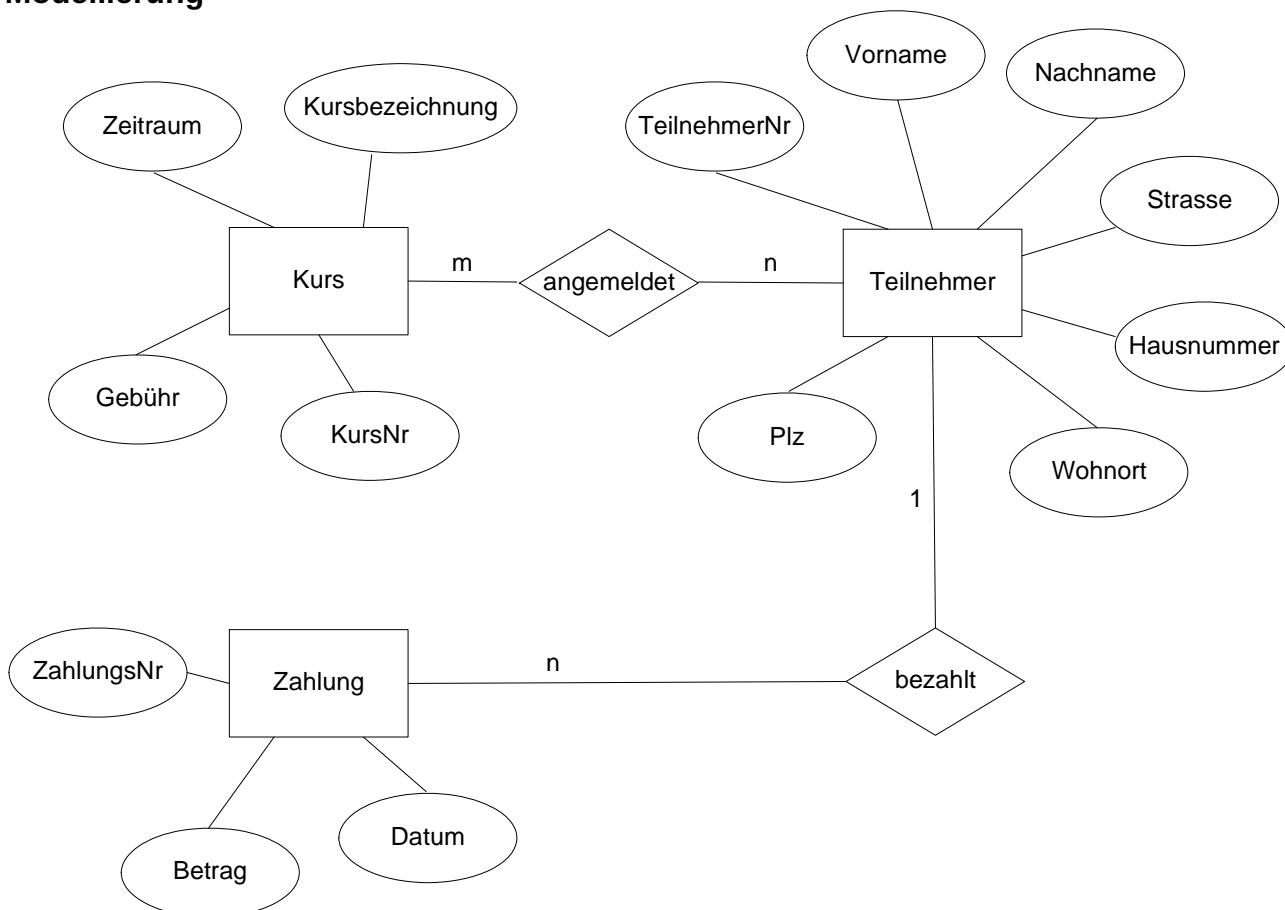 Modellierung
Vorname
Nachname
Kursbezeichnung
Zeitraum
TeilnehmerNr
Strasse
m
n
Kurs
angemeldet
Teilnehmer
Hausnummer
Gebühr
KursNr
Plz
Wohnort
1
n
ZahlungsNr
Zahlung
bezahlt
Datum
Betrag